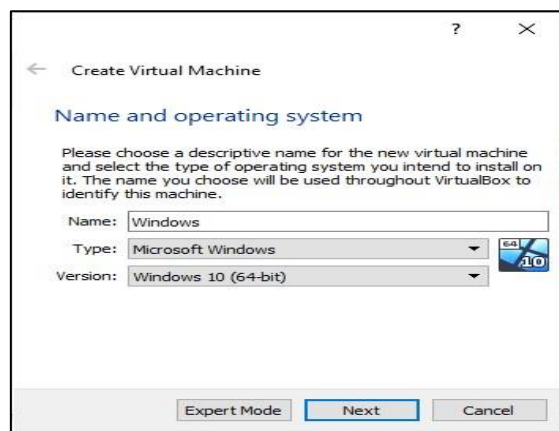 ?
Create Virtual Machine
Name and operating system
Please choose a descriptive name for the new virtual machine
and select the type of operating system you intend to install on
it. The name you choose will be used throughout VirtualBox to
identify this machine.
Name: Windows
Type: Microsoft Windows
64
10
Version: Windows 10 (64-bit)
Expert Mode Next Cancel